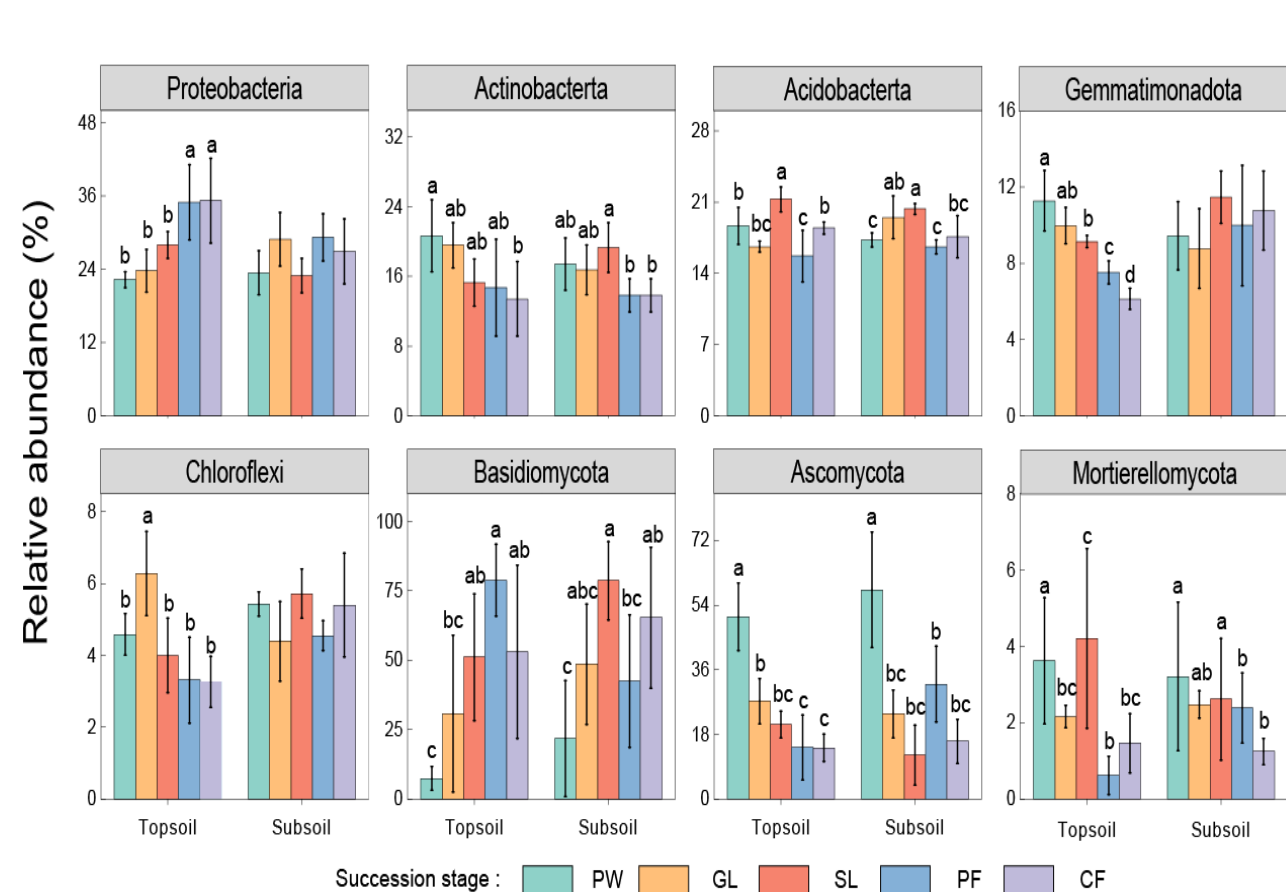 Relative abundance (%)
Proteobacteria
48
36
24
12
0
b b b a a
Actinobacterta
32
24
16
8
0
a ab ab ab b ab ab a b b
Acidobacterta
28
21
14
7
0
b bc a c b c ab a c bc
Gemmatimonadota
16
12
8
4
0
a ab b c d
Chloroflexi
8
6
4
2
0
b a b b b
Topsoil Subsoil
Basidiomycota
100
75
50
25
0
c bc ab a ab c abc a bc ab
Topsoil Subsoil
Ascomycota
72
54
36
18
0
a b bc c c a bc bc b bc
Topsoil Subsoil
Mortierellomycota
8
6
4
2
0
a bc c b bc a ab a b b
Topsoil Subsoil
Succession stage : PW GL SL PF CF